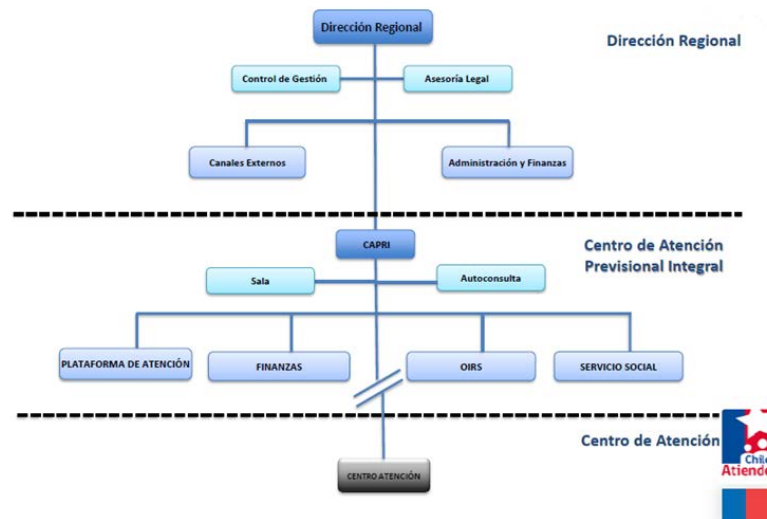 Dirección Regional
Dirección Regional
Control de Gestión
Asesoría Legal
Canales Externos
Administración y Finanzas
CAPRI
Centro de Atención
Previsional Integral
Sala
Autoconsulta
PLATAFORMA DE ATENCIÓN
FINANZAS
OIRS
SERVICIO SOCIAL
Centro de Atención
CENTRO ATENCIÓN